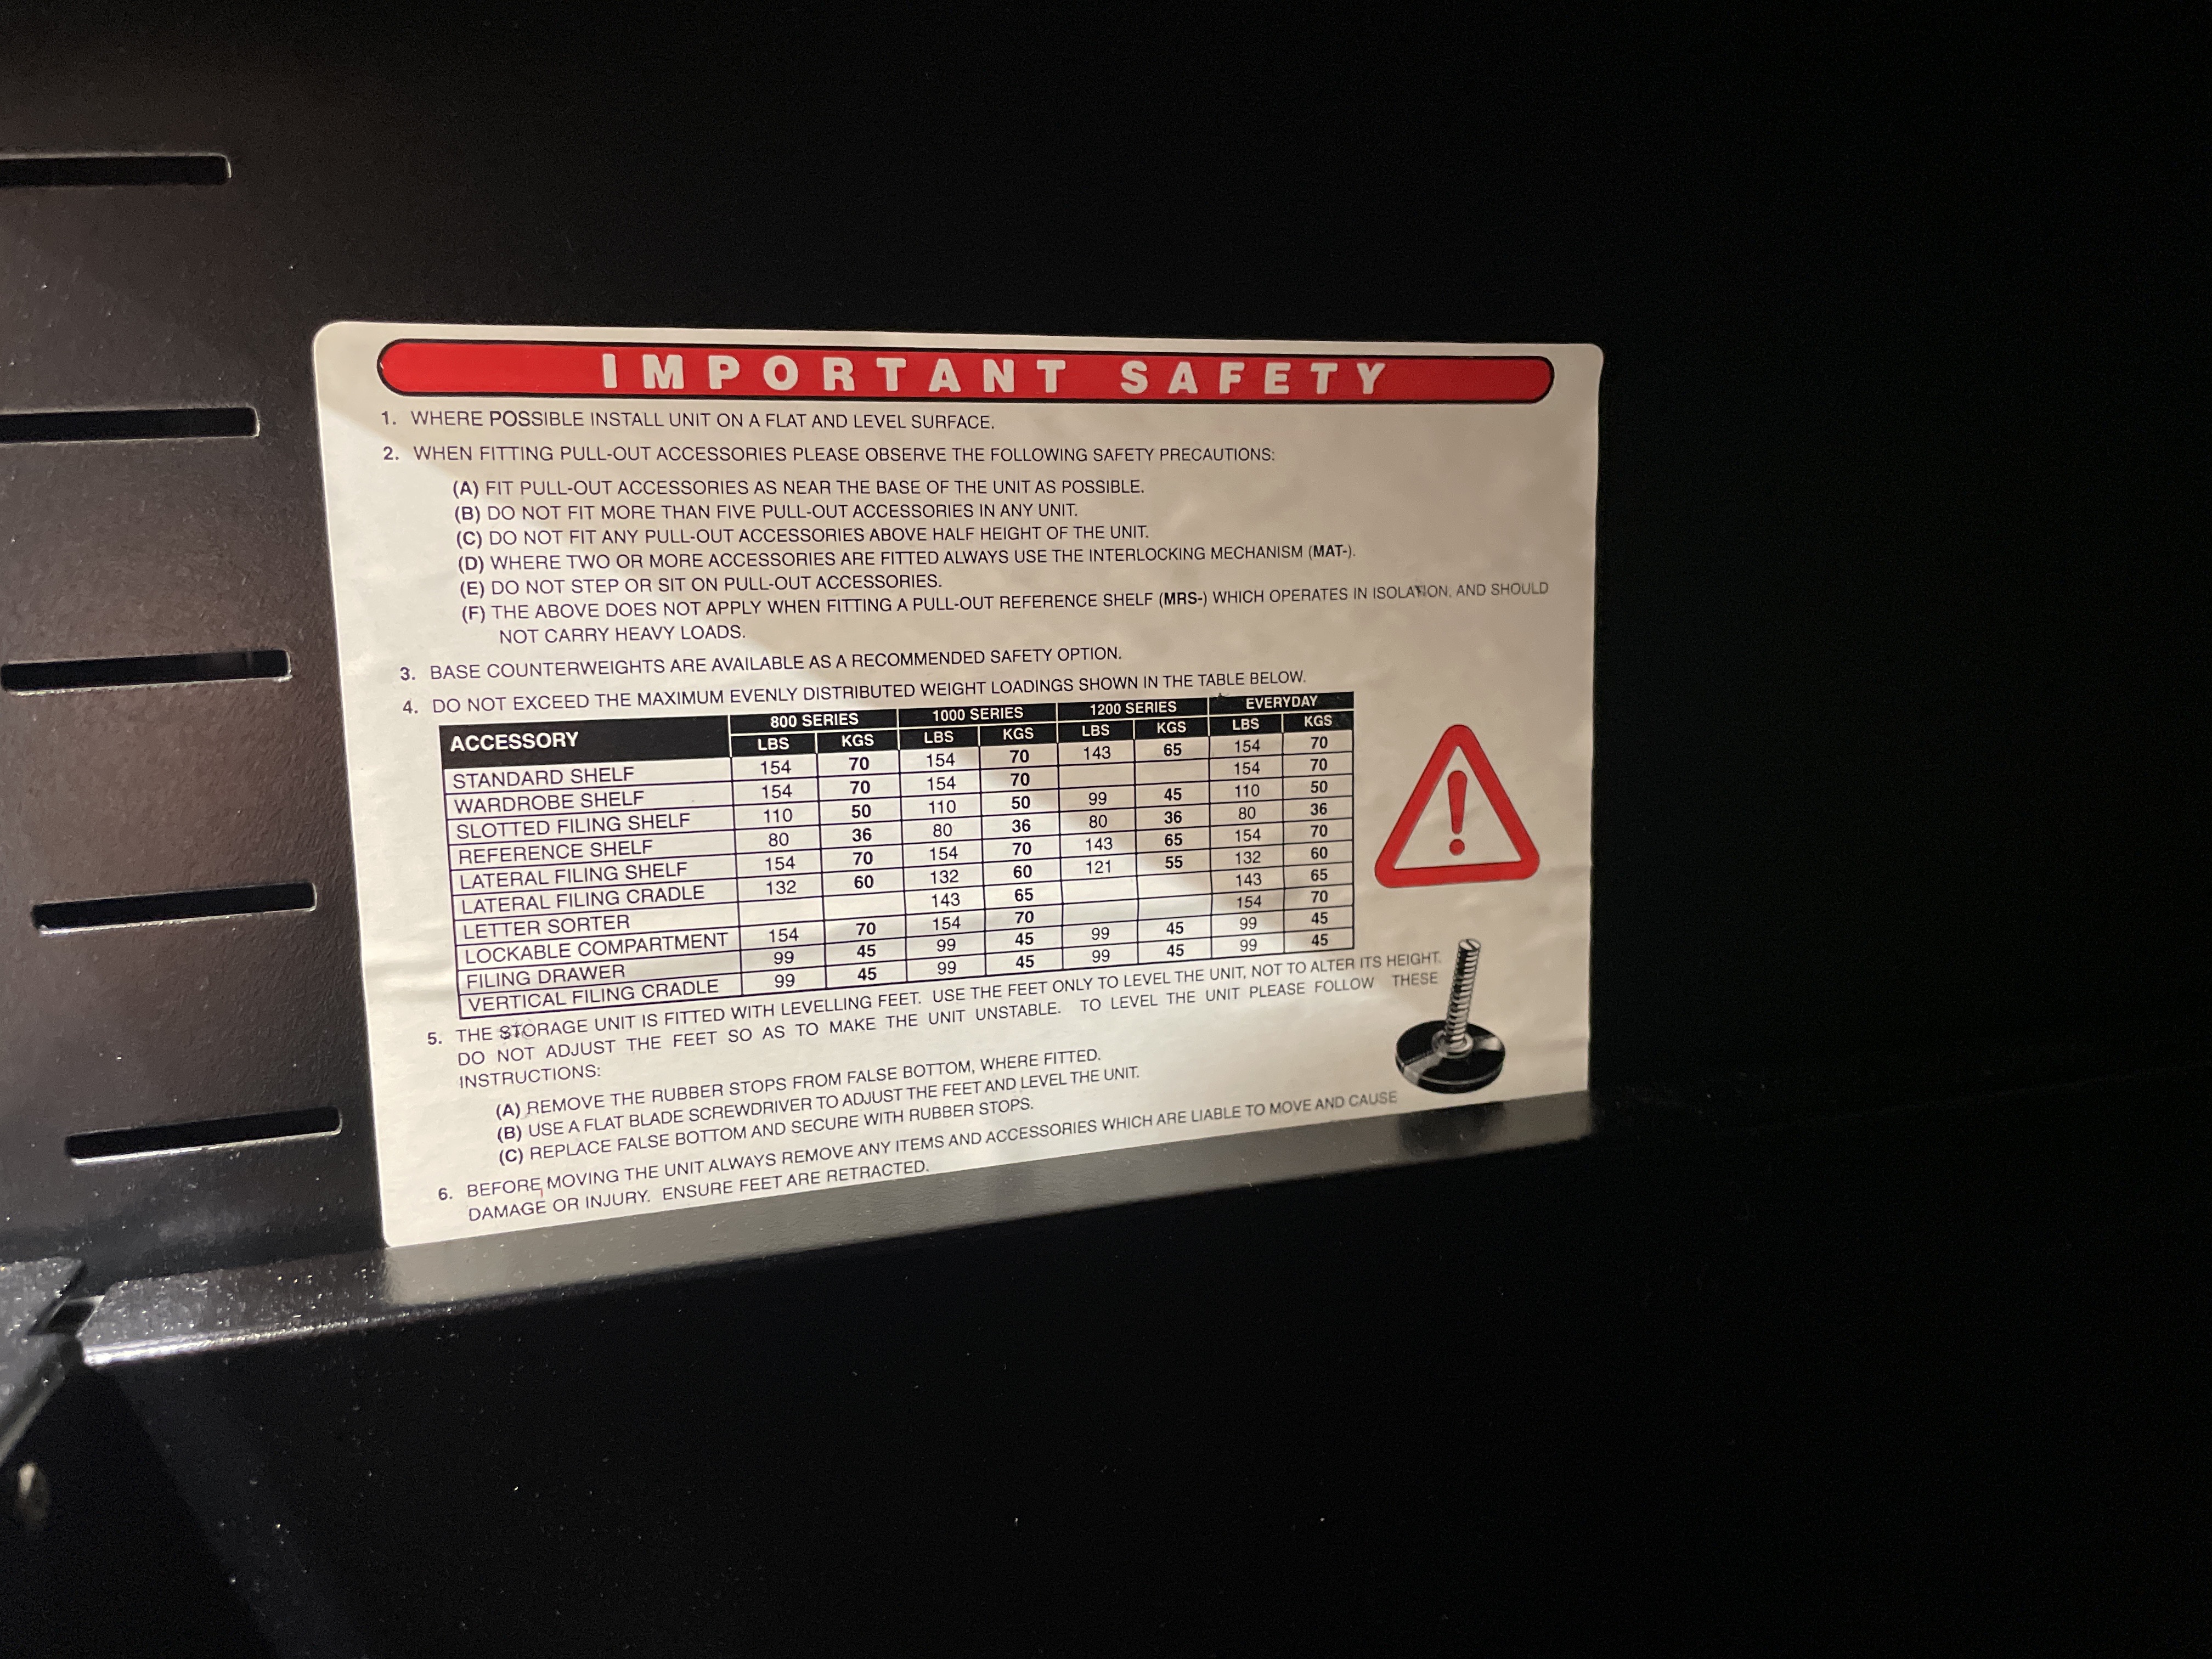 IMPORTANT SAFETY
1. WHERE POSSIBLE INSTALL UNIT ON A FLAT AND LEVEL SURFACE.
2. WHEN FITTING PULL-OUT ACCESSORIES PLEASE OBSERVE THE FOLLOWING SAFETY PRECAUTIONS:
(A) FIT PULL-OUT ACCESSORIES AS NEAR THE BASE OF THE UNIT AS POSSIBLE.
(B) DO NOT FIT MORE THAN FIVE PULL-OUT ACCESSORIES IN ANY UNIT.
(C) DO NOT FIT ANY PULL-OUT ACCESSORIES ABOVE HALF HEIGHT OF THE UNIT.
(D) WHERE TWO OR MORE ACCESSORIES ARE FITTED ALWAYS USE THE INTERLOCKING MECHANISM (MAT-).
(E) DO NOT STEP OR SIT ON PULL-OUT ACCESSORIES.
(F) THE ABOVE DOES NOT APPLY WHEN FITTING A PULL-OUT REFERENCE SHELF (MRS-) WHICH OPERATES IN ISOLATION, AND SHOULD
NOT CARRY HEAVY LOADS.
3. BASE COUNTERWEIGHTS ARE AVAILABLE AS A RECOMMENDED SAFETY OPTION.
4. DO NOT EXCEED THE MAXIMUM EVENLY DISTRIBUTED WEIGHT LOADINGS SHOWN IN THE TABLE BELOW.
ACCESSORY 800 SERIES 1000 SERIES 1200 SERIES EVERYDAY
LBS KGS LBS KGS LBS KGS LBS KGS
STANDARD SHELF 154 70 154 70 143 65 154 70
WARDROBE SHELF 154 70 154 70 154 70
SLOTTED FILING SHELF 110 50 110 50 99 45 110 50
REFERENCE SHELF 80 36 80 36 80 36 80 36
LATERAL FILING SHELF 154 70 154 70 143 65 154 70
LATERAL FILING CRADLE 132 60 132 60 121 55 132 60
LETTER SORTER 143 65 143 65
LOCKABLE COMPARTMENT 154 70 154 70 154 70
FILING DRAWER 99 45 99 45 99 45 99 45
VERTICAL FILING CRADLE 99 45 99 45 99 45 99 45
5. THE STORAGE UNIT IS FITTED WITH LEVELLING FEET. USE THE FEET ONLY TO LEVEL THE UNIT, NOT TO ALTER ITS HEIGHT.
DO NOT ADJUST THE FEET SO AS TO MAKE THE UNIT UNSTABLE. TO LEVEL THE UNIT PLEASE FOLLOW THESE
INSTRUCTIONS:
(A) REMOVE THE RUBBER STOPS FROM FALSE BOTTOM, WHERE FITTED.
(B) USE A FLAT BLADE SCREWDRIVER TO ADJUST THE FEET AND LEVEL THE UNIT.
(C) REPLACE FALSE BOTTOM AND SECURE WITH RUBBER STOPS.
6. BEFORE MOVING THE UNIT ALWAYS REMOVE ANY ITEMS AND ACCESSORIES WHICH ARE LIABLE TO MOVE AND CAUSE
DAMAGE OR INJURY. ENSURE FEET ARE RETRACTED.